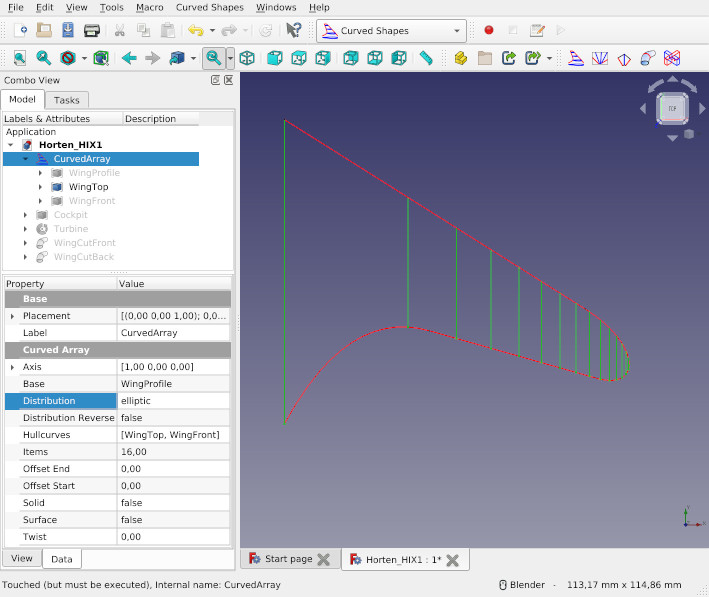 File Edit View Tools Macro Curved Shapes Windows Help
Curved Shapes
Combo View
Model Tasks
Labels & Attributes Description
Application
Horten_HIX1
CurvedArray
WingProfile
WingTop
WingFront
Cockpit
Turbine
WingCutFront
WingCutBack
Property Value
Base
Placement [(0,00 0,00 1,00); 0,0...
Label CurvedArray
Curved Array
Axis [1,00 0,00 0,00]
Base WingProfile
Distribution elliptic
Distribution Reverse false
Hullcurves [WingTop, WingFront]
Items 16,00
Offset End 0,00
Offset Start 0,00
Solid false
Surface false
Twist 0,00
View Data
TOP
Start page Horten_HIX1 : 1*
Touched (but must be executed), Internal name: CurvedArray Blender - 113,17 mm x 114,86 mm